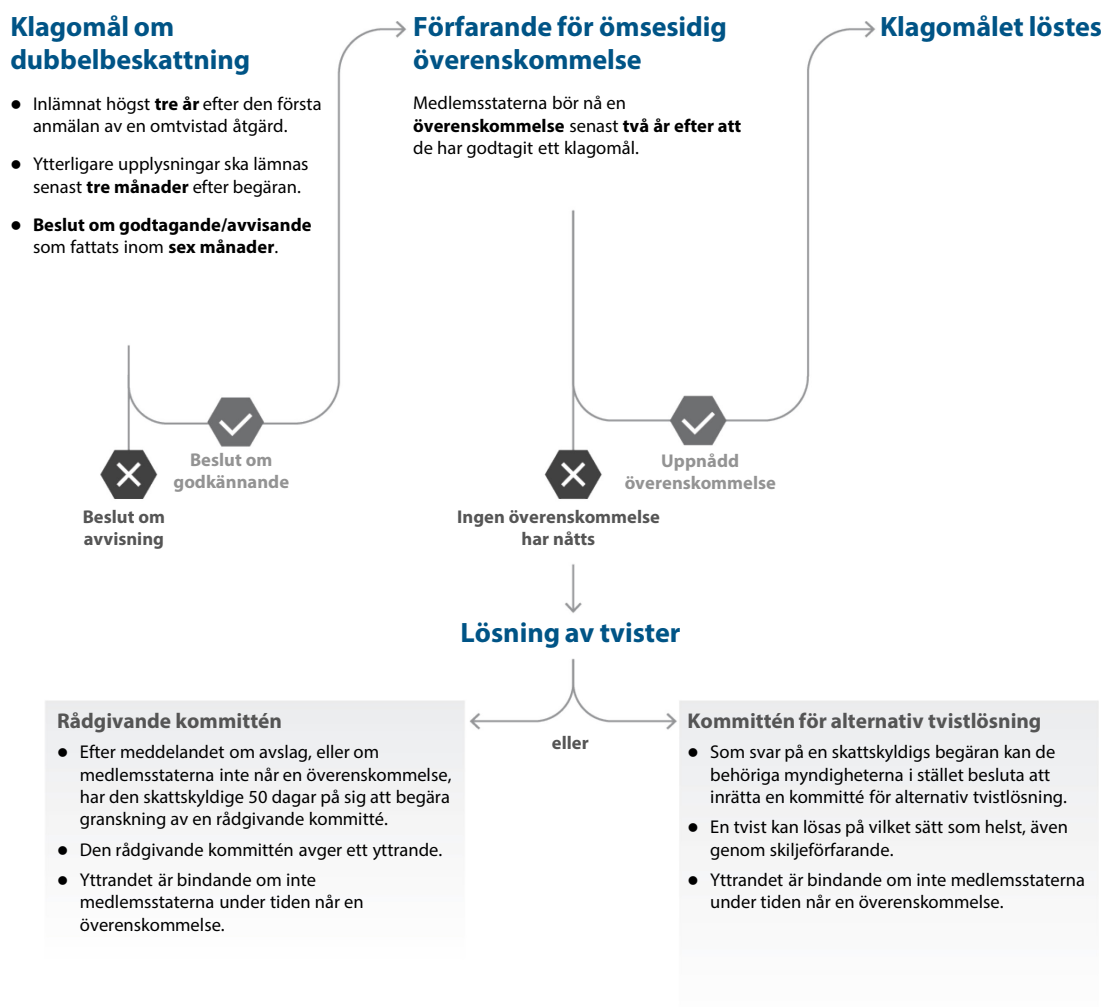 Klagomål om
dubbelbeskattning
● Inlämnat högst tre år efter den första
anmälan av en omtvistad åtgärd.
● Ytterligare upplysningar ska lämnas
senast tre månader efter begäran.
● Beslut om godtagande/avvisande
som fattats inom sex månader.
Förfarande för ömsesidig
överenskommelse
Medlemsstaterna bör nå en
överenskommelse senast två år efter att
de har godtagit ett klagomål.
Klagomålet löstes
Beslut om
godkännande
Beslut om
avvisning
Uppnådd
överenskommelse
Ingen överenskommelse
har nåtts
Lösning av tvister
eller
Rådgivande kommittén
● Efter meddelandet om avslag, eller om
medlemsstaterna inte når en överenskommelse,
har den skattskyldige 50 dagar på sig att begära
granskning av en rådgivande kommitté.
● Den rådgivande kommittén avger ett yttrande.
● Yttrandet är bindande om inte
medlemsstaterna under tiden når en
överenskommelse.
Kommittén för alternativ tvistlösning
● Som svar på en skattskyldigs begäran kan de
behöriga myndigheterna i stället besluta att
inrätta en kommitté för alternativ tvistlösning.
● En tvist kan lösas på vilket sätt som helst, även
genom skiljeförfarande.
● Yttrandet är bindande om inte medlemsstaterna
under tiden når en överenskommelse.